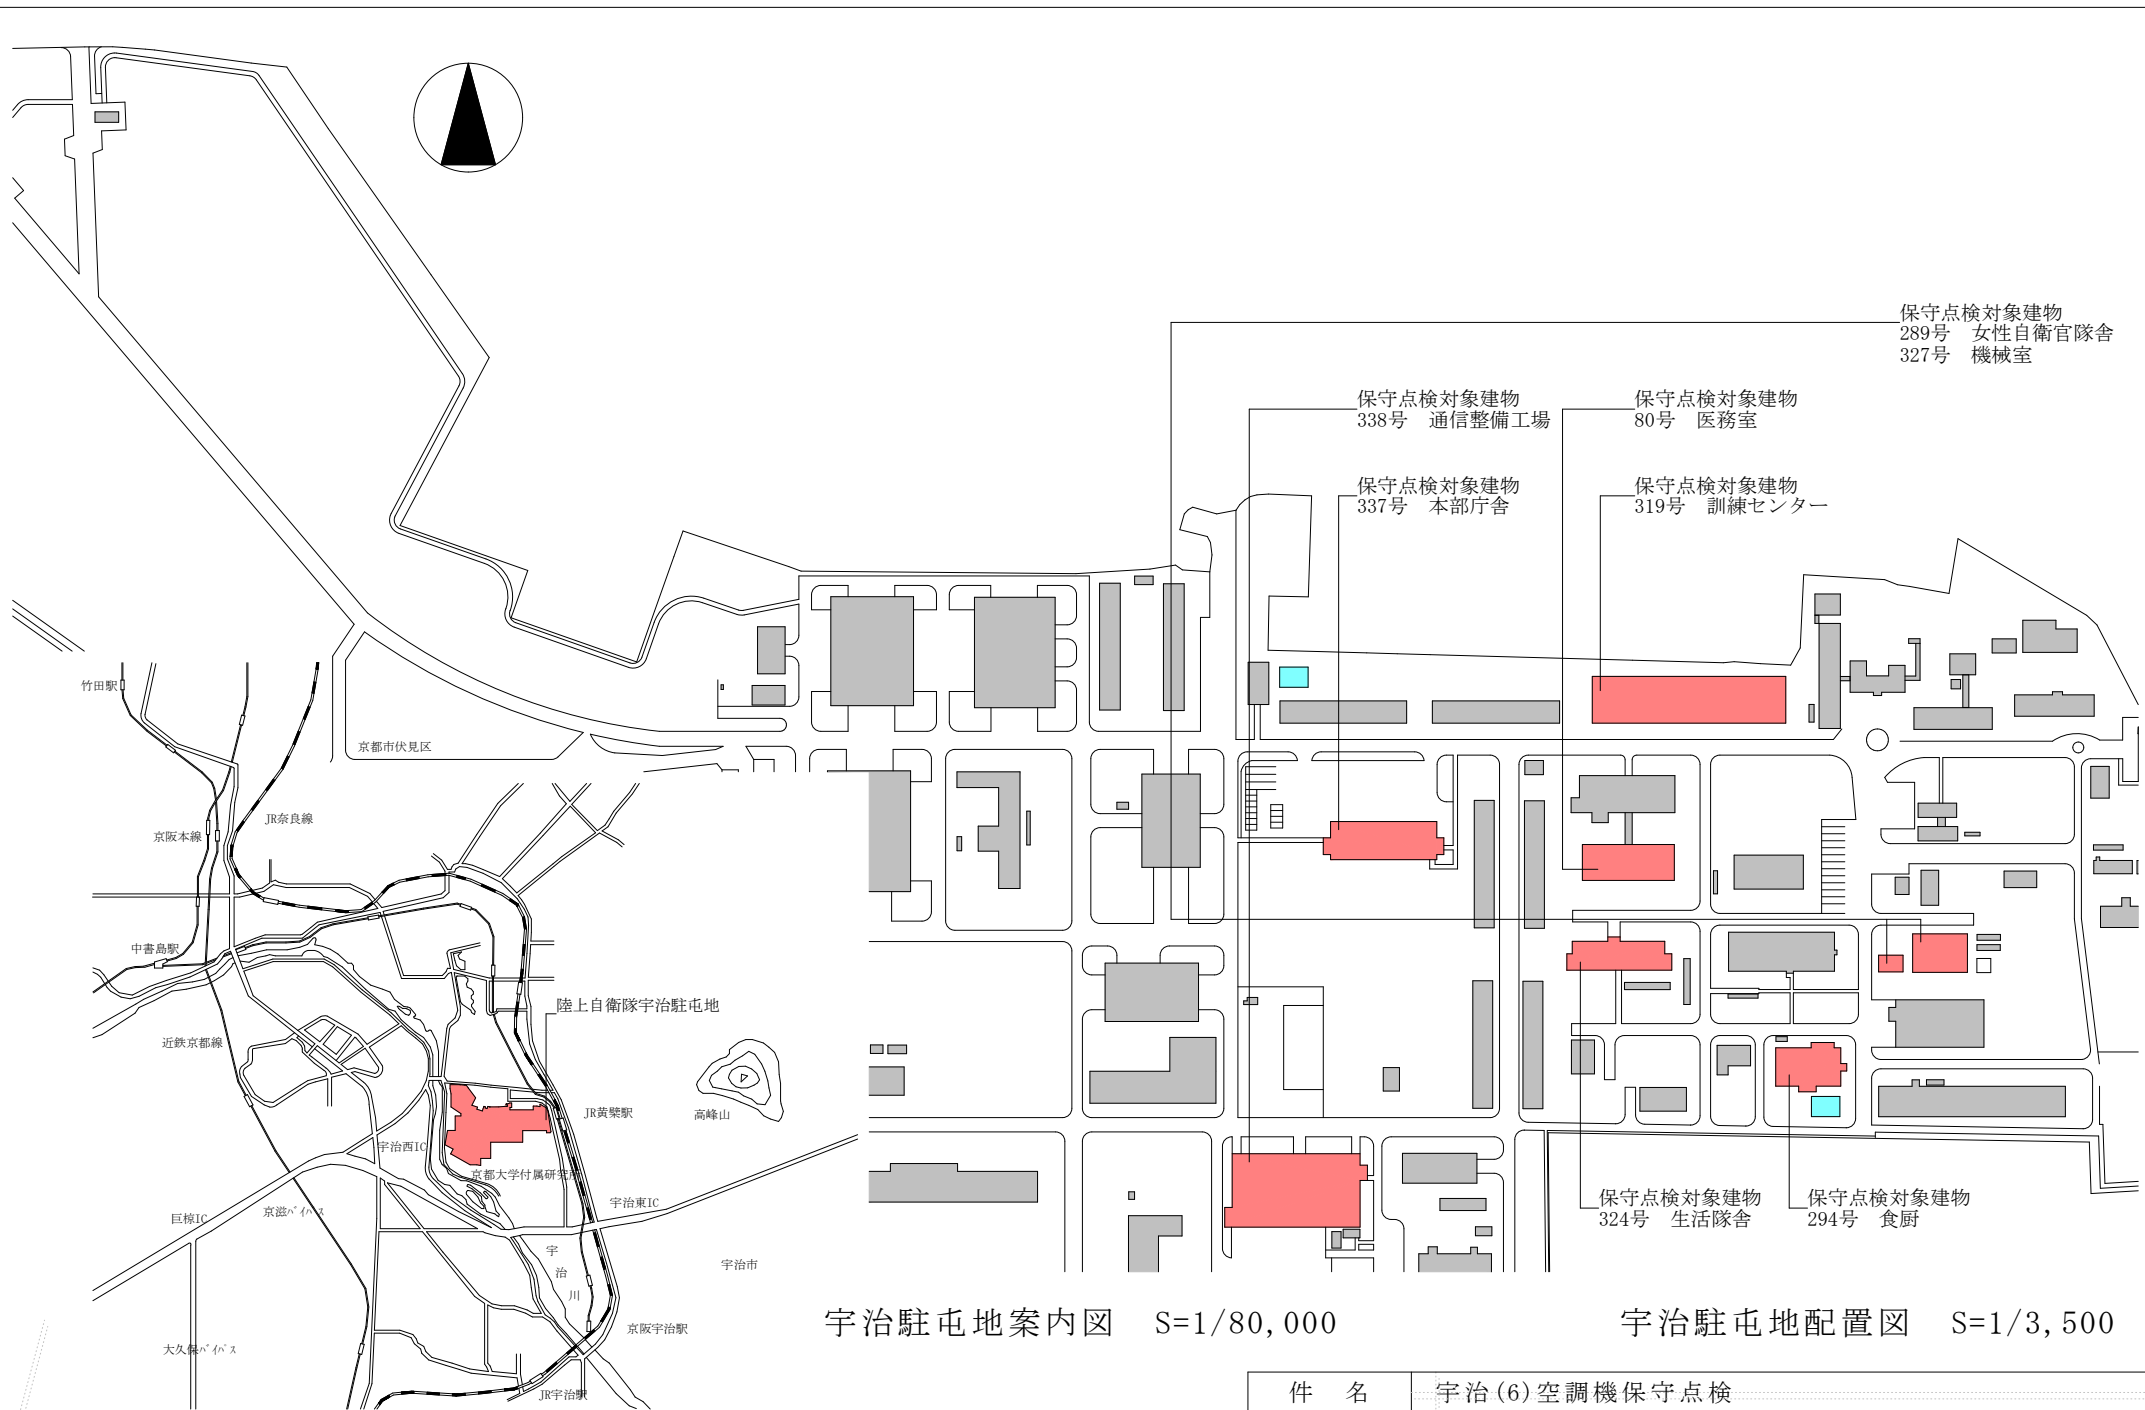 保守点検対象建物
289号　女性自衛官隊舎
327号　機械室
保守点検対象建物
338号　通信整備工場
保守点検対象建物
80号　医務室
保守点検対象建物
337号　本部庁舎
保守点検対象建物
319号　訓練センター
竹田駅
京都市伏見区
JR奈良線
京阪本線
中書島駅
近鉄京都線
陸上自衛隊宇治駐屯地
JR黄檗駅
高峰山
宇治西IC
京都大学付属研究所
宇治東IC
巨椋IC
京滋バイパス
宇治川
宇治市
京阪宇治駅
大久保バイパス
JR宇治駅
保守点検対象建物
324号　生活隊舎
保守点検対象建物
294号　食厨
宇治駐屯地案内図　S=1/80,000
宇治駐屯地配置図　S=1/3,500
件　名　宇治(6)空調機保守点検